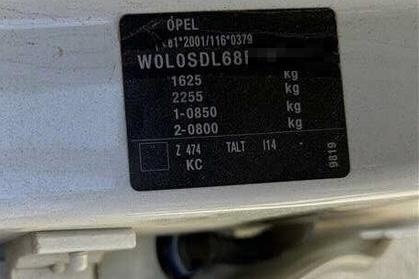 OPEL
e1*2001/116*0379
W0L0SDL68
1625 kg
2255 kg
1-0850 kg
2-0800 kg
Z 474 TALT I14 -
KC
9819